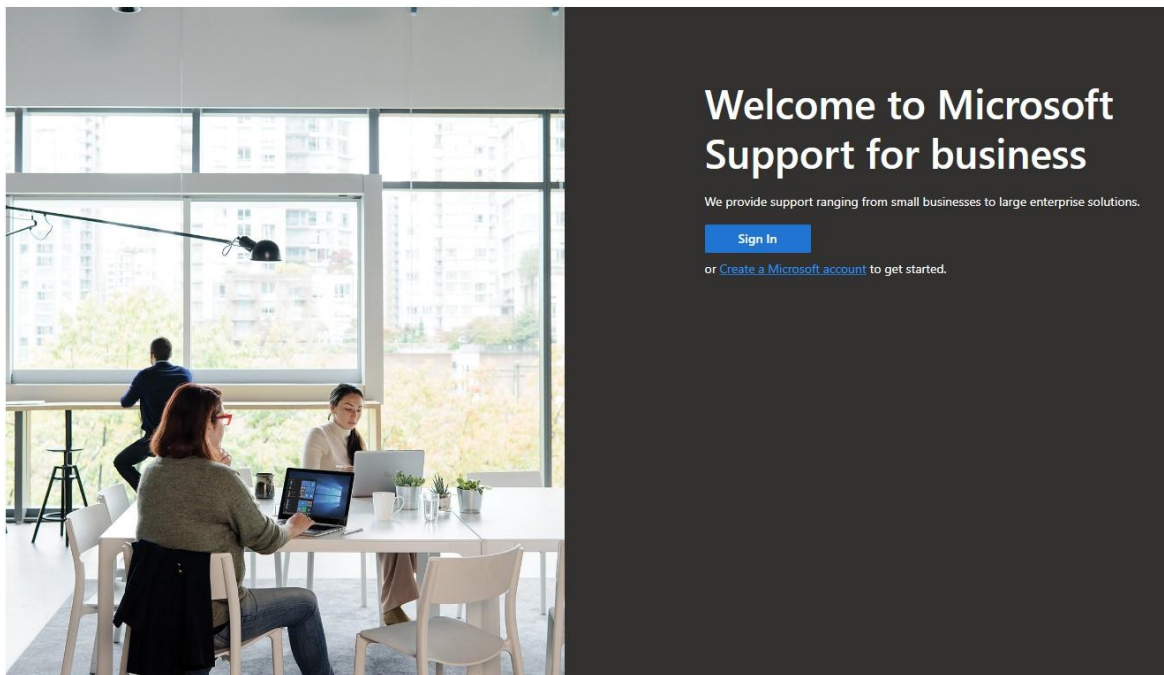 Welcome to Microsoft
Support for business
We provide support ranging from small businesses to large enterprise solutions.
Sign In
or Create a Microsoft account to get started.